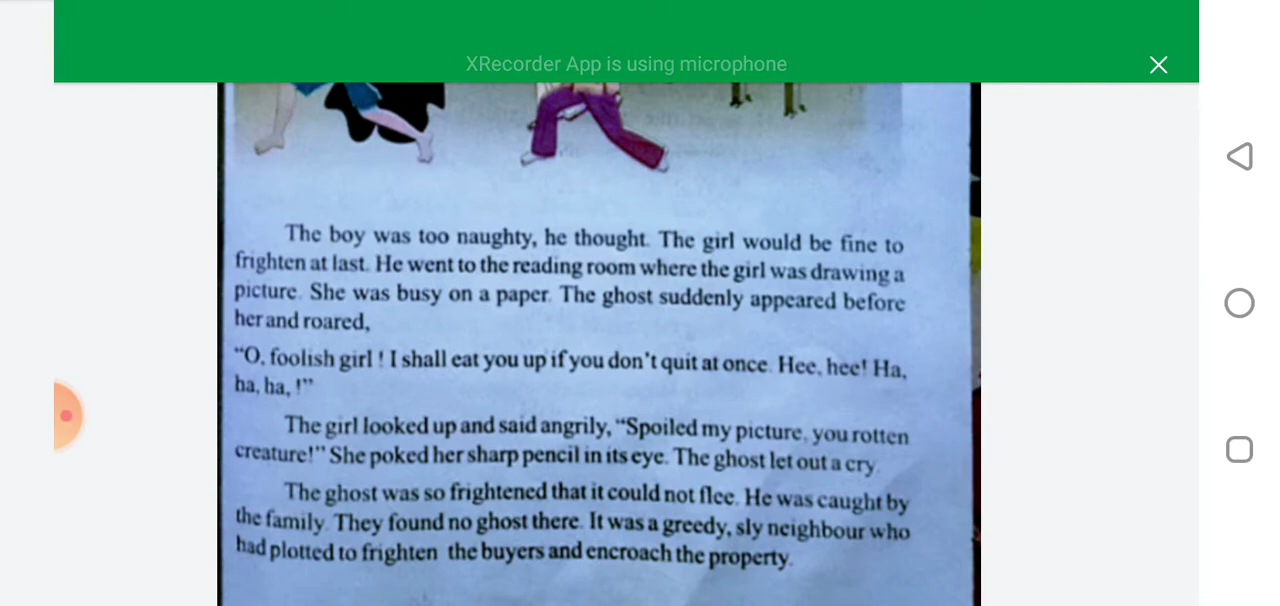 XRecorder App is using microphone
The boy was too naughty, he thought. The girl would be fine to
frighten at last. He went to the reading room where the girl was drawing a
picture. She was busy on a paper. The ghost suddenly appeared before
her and roared,
“O, foolish girl ! I shall eat you up if you don’t quit at once. Hee, hee! Ha,
ha, ha, !”
The girl looked up and said angrily, “Spoiled my picture, you rotten
creature!” She poked her sharp pencil in its eye. The ghost let out a cry.
The ghost was so frightened that it could not flee. He was caught by
the family. They found no ghost there. It was a greedy, sly neighbour who
had plotted to frighten the buyers and encroach the property.